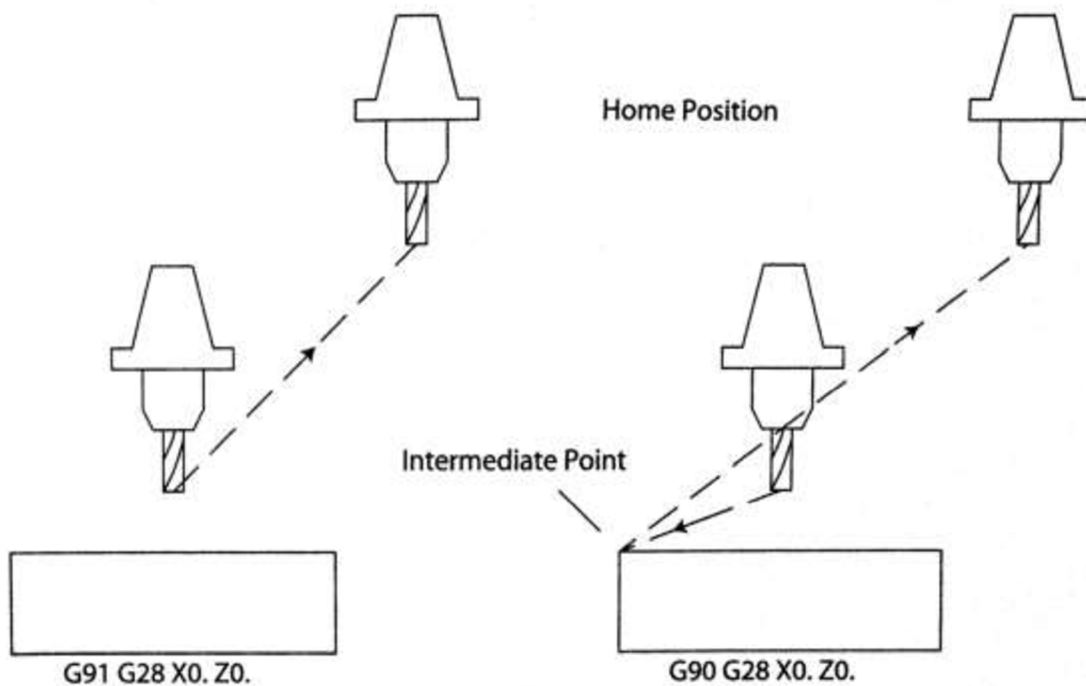 Home Position
Intermediate Point
G91 G28 X0. Z0.
G90 G28 X0. Z0.